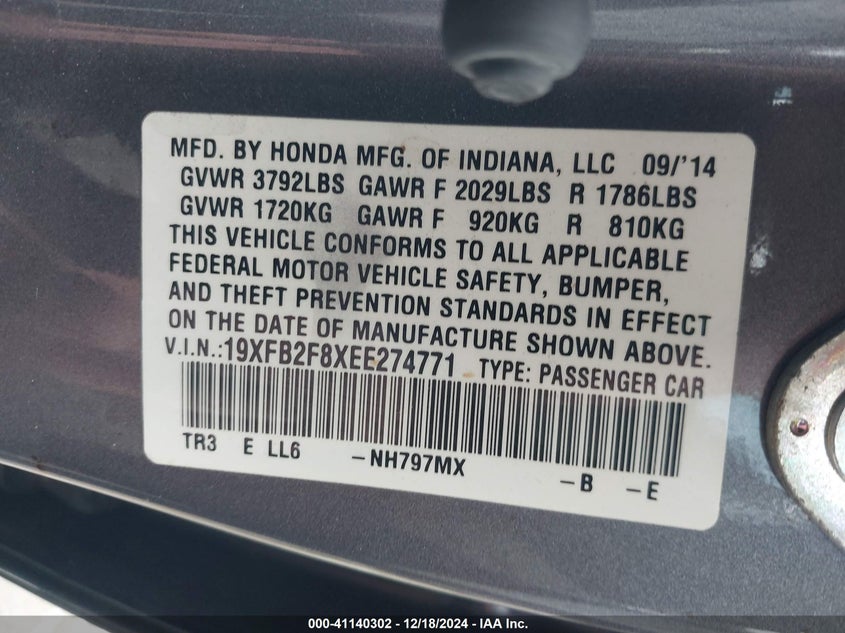 MFD. BY HONDA MFG. OF INDIANA, LLC 09/'14
GVWR 3792LBS GAWR F 2029LBS R 1786LBS
GVWR 1720KG GAWR F 920KG R 810KG
THIS VEHICLE CONFORMS TO ALL APPLICABLE
FEDERAL MOTOR VEHICLE SAFETY, BUMPER,
AND THEFT PREVENTION STANDARDS IN EFFECT
ON THE DATE OF MANUFACTURE SHOWN ABOVE.
V.I.N.:19XFB2F8XEE274771 TYPE: PASSENGER CAR
TR3 E LL6 -NH797MX -B -E
000-41140302 - 12/18/2024 - IAA Inc.